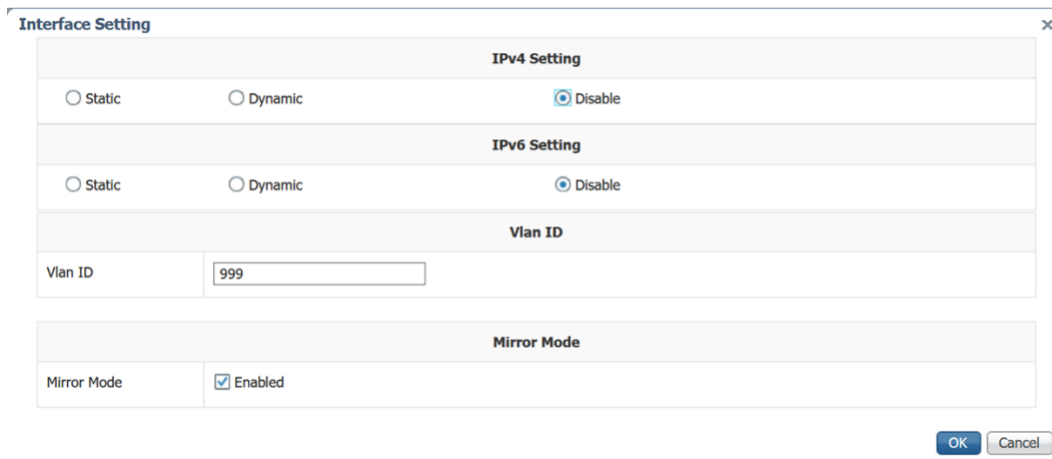 Interface Setting
IPv4 Setting
Static Dynamic Disable
IPv6 Setting
Static Dynamic Disable
Vlan ID
Vlan ID 999
Mirror Mode
Mirror Mode Enabled
OK Cancel